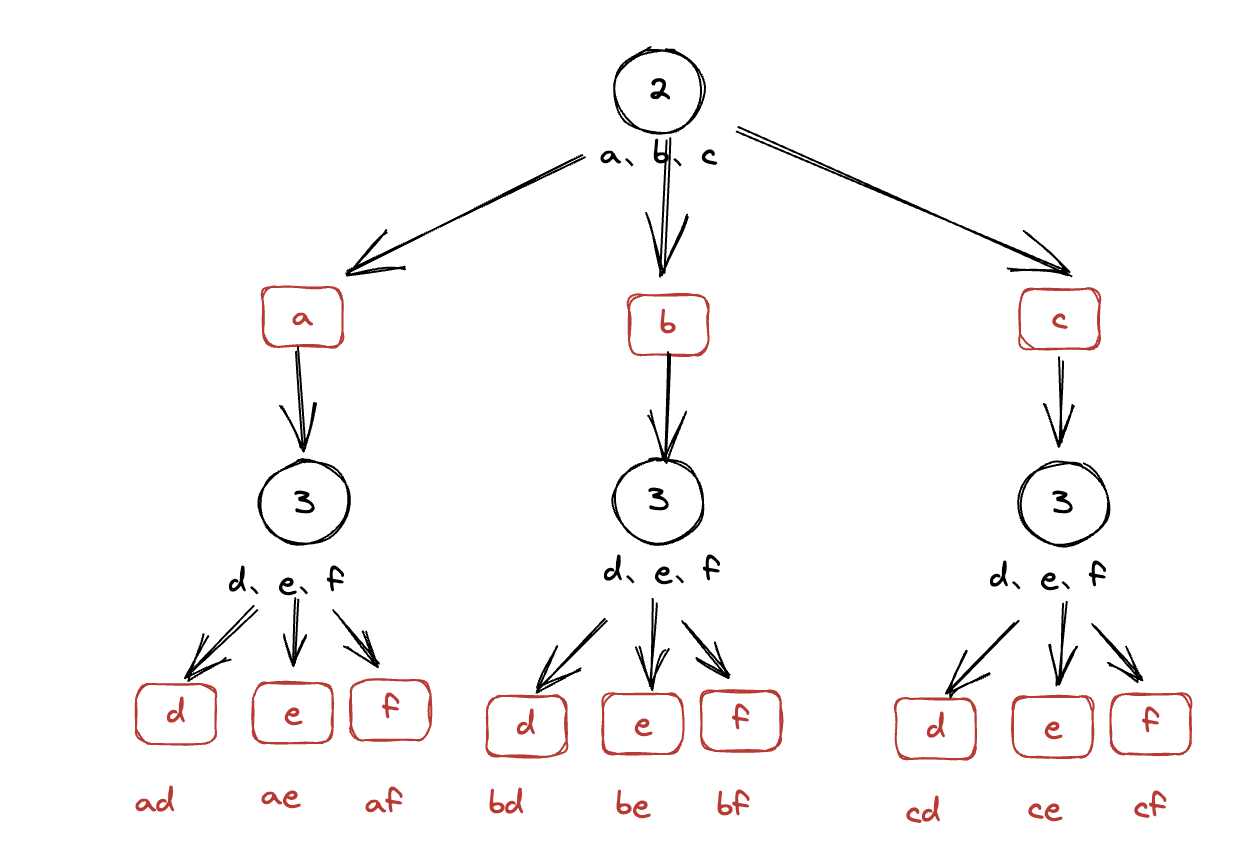 2
a、b、c
a b c
3 3 3
d、e、f d、e、f d、e、f
d e f d e f d e f
ad ae af bd be bf cd ce cf